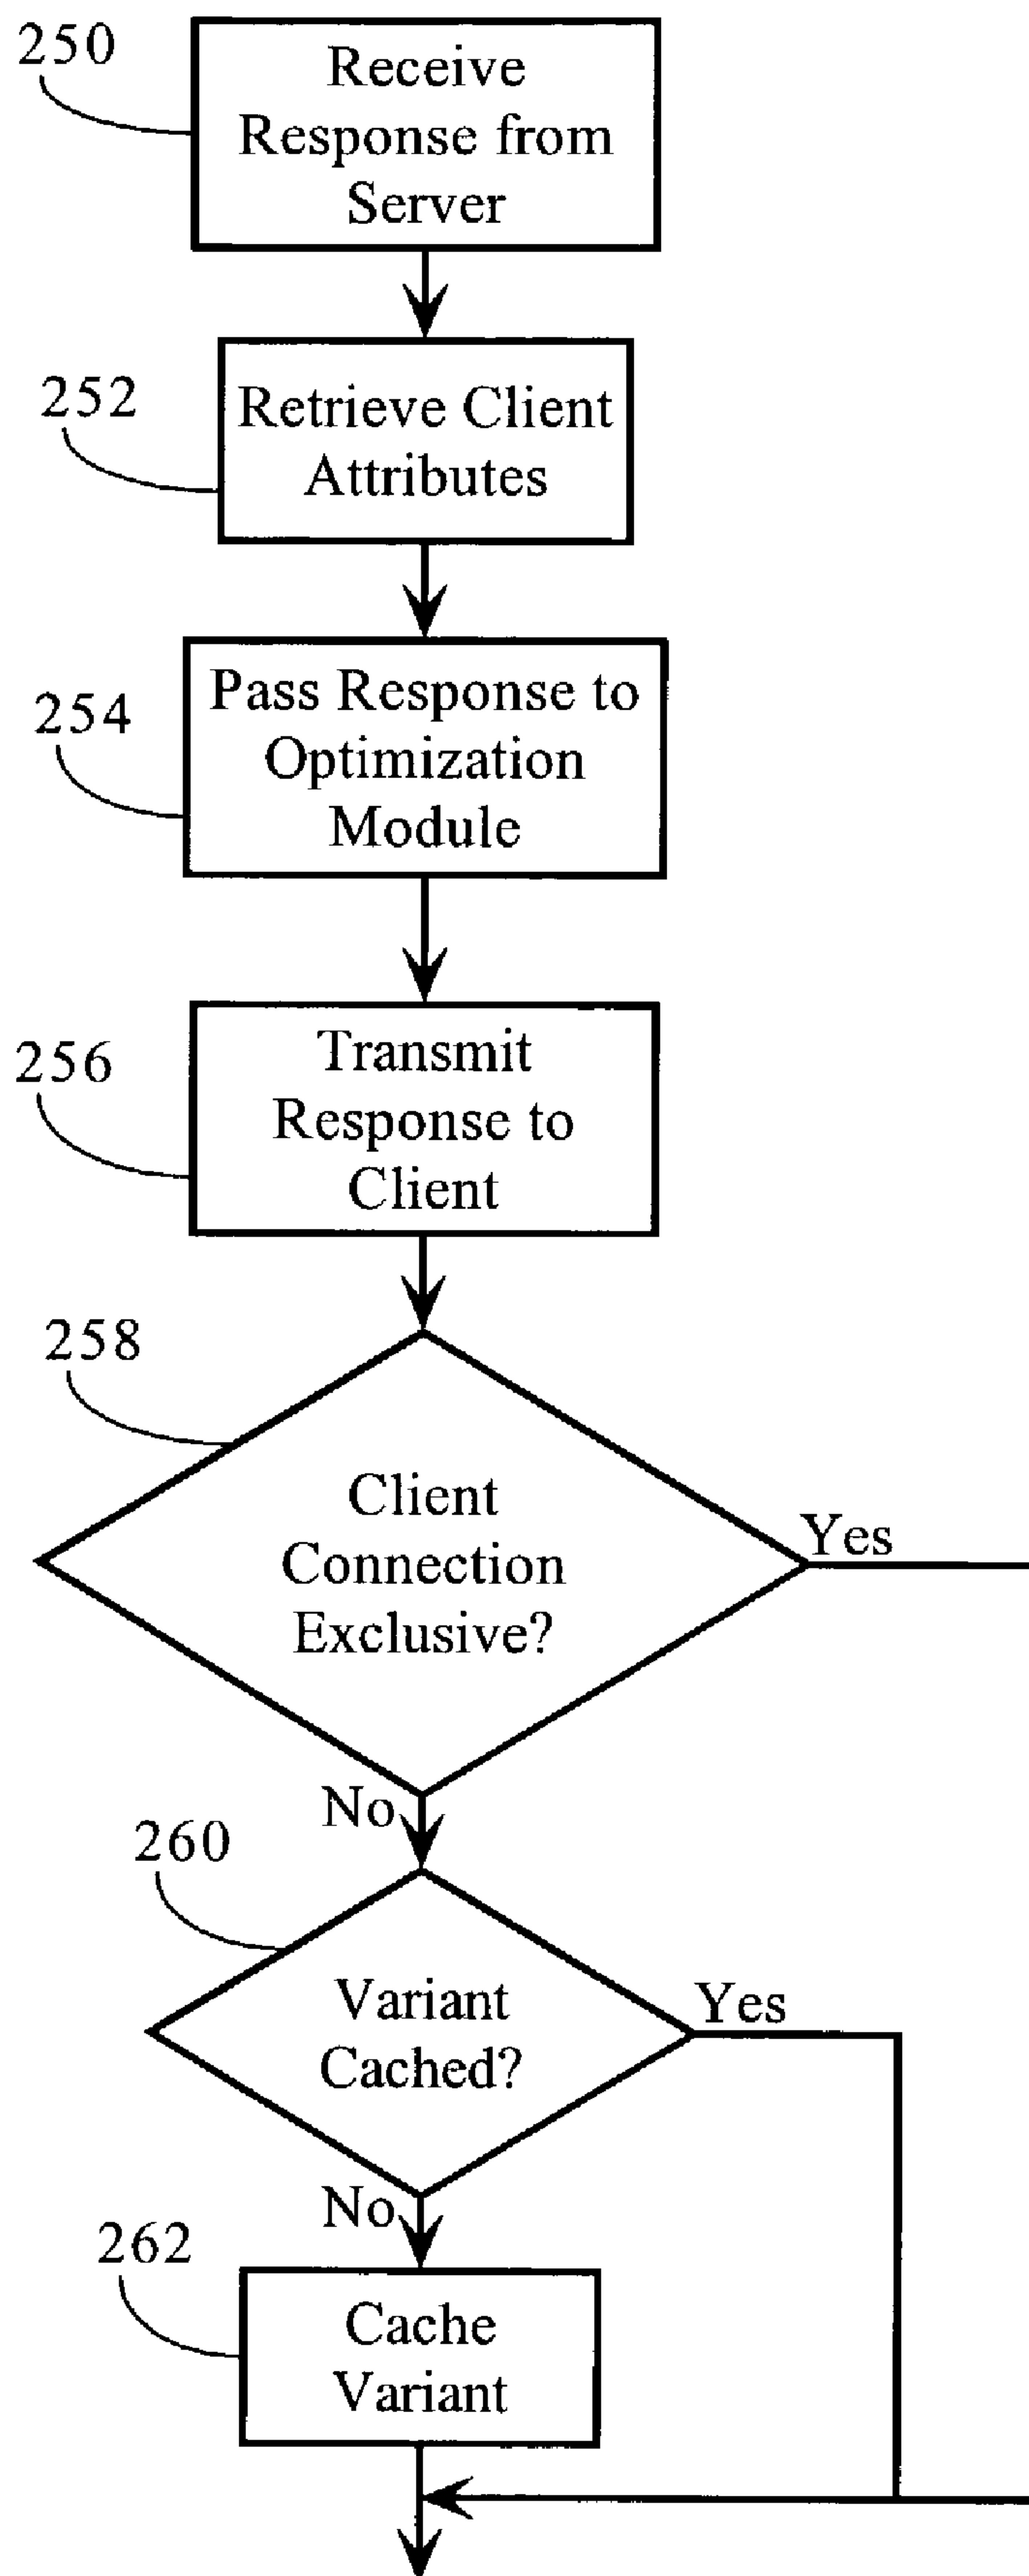 250
Receive
Response from
Server
252
Retrieve Client
Attributes
254
Pass Response to
Optimization
Module
256
Transmit
Response to
Client
258
Client
Connection
Exclusive?
Yes
No
260
Variant
Cached?
Yes
No
262
Cache
Variant